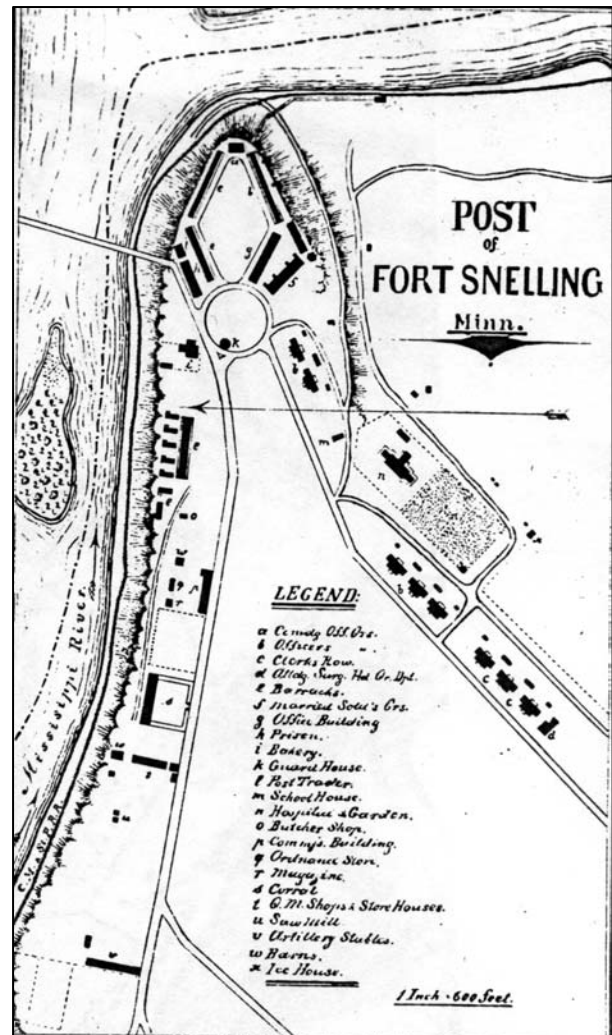 POST
of
FORT SNELLING
Minn.
Mississippi River.
LEGEND:
a Comdg Off. Qrs.
b Officers " .
c Clerks Row.
d Attdg. Surg. Hd. Qr. Dpt.
e Barracks.
f Married Sold's Qrs.
g Office Building
h Prison.
i Bakery.
k Guard House.
l Post Trader.
m School House.
n Hospital & Garden.
o Butcher Shop.
p Commy's. Building.
q Ordnance Store.
r Magazine.
s Corral
t Q.M. Shops & Store Houses.
u Saw Mill.
v Artillery Stables.
w Barns.
x Ice House.
1 Inch = 600 feet.
k
m
n
b
c
c
d
e
o
q
r
s